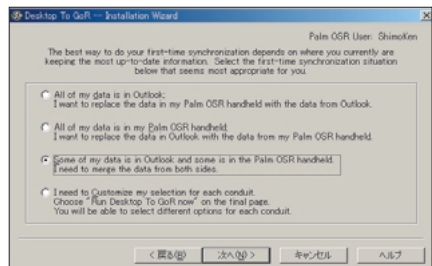 Desktop To GoR -- Installation Wizard
Palm OSR User: ShimoKen
The best way to do your first-time synchronization depends on where you currently are
keeping the most up-to-date information. Select the first-time synchronization situation
below that seems most appropriate for you.
All of my data is in Outlook;
I want to replace the data in my Palm OSR handheld with the data from Outlook.
All of my data is in my Palm OSR handheld;
I want to replace the data in Outlook with the data from my Palm OSR handheld.
Some of my data is in Outlook and some is in the Palm OSR handheld.
I need to merge the data from both sides.
I need to Customize my selection for each conduit.
Choose "Run Desktop To GoR now" on the final page.
You will be able to select different options for each conduit.
< 戻る(B) 次へ(N) > キャンセル ヘルプ